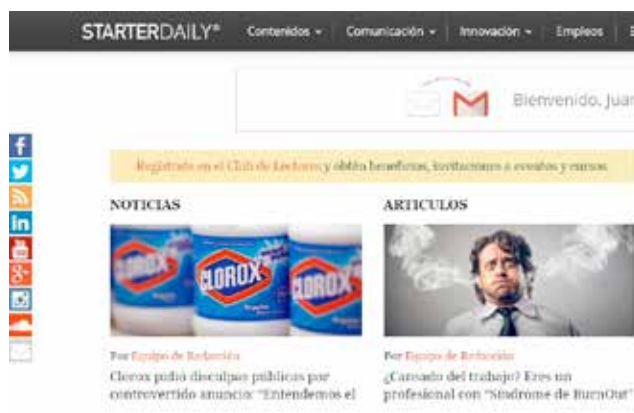 STARTERDAILY® Contenidos Comunicación Innovación Empleos
Bienvenido, Juan
Regístrate en el Club de Lectores y obtén beneficios, invitaciones a eventos y cursos
NOTICIAS
ARTICULOS
CLOROX CLOROX CLOROX
Por Equipo de Redacción
Clorox pidió disculpas públicas por
controvertido anuncio: "Entendemos el
Por Equipo de Redacción
¿Cansado del trabajo? Eres un
profesional con "Síndrome de BurnOut"